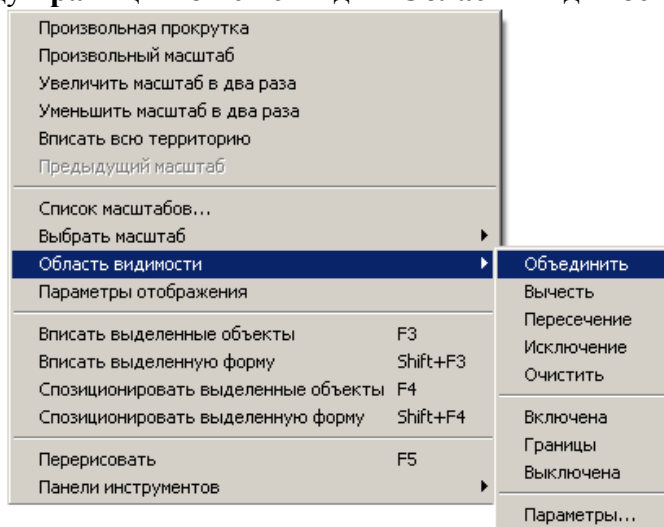 Произвольная прокрутка
Произвольный масштаб
Увеличить масштаб в два раза
Уменьшить масштаб в два раза
Вписать всю территорию
Предыдущий масштаб
Список масштабов...
Выбрать масштаб
Область видимости
Параметры отображения
Вписать выделенные объекты F3
Вписать выделенную форму Shift+F3
Спозиционировать выделенные объекты F4
Спозиционировать выделенную форму Shift+F4
Перерисовать F5
Панели инструментов
Объединить
Вычесть
Пересечение
Исключение
Очистить
Включена
Границы
Выключена
Параметры...